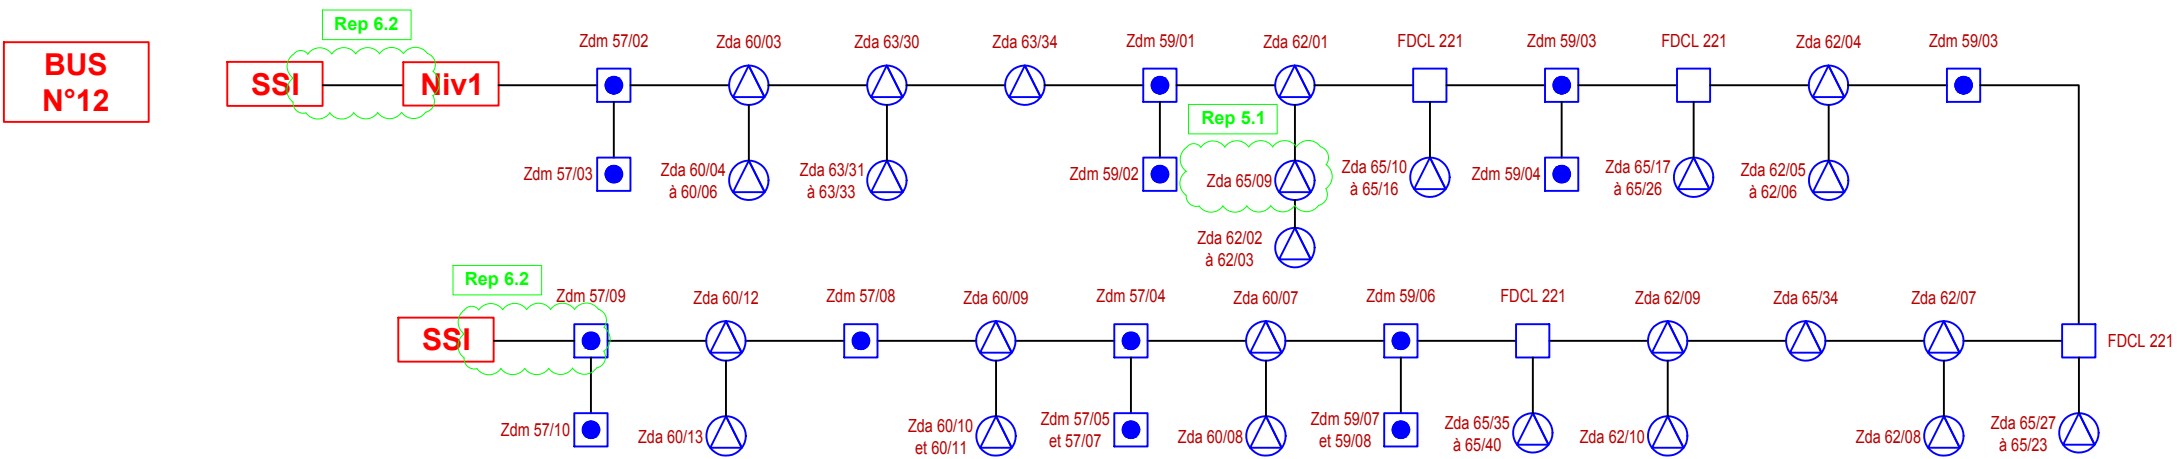 BUS
N°12
Rep 6.2
SSI
Niv1
Zdm 57/02
Zda 60/03
Zda 63/30
Zda 63/34
Zdm 59/01
Zda 62/01
FDCL 221
Zdm 59/03
FDCL 221
Zda 62/04
Zdm 59/03
Rep 5.1
Zdm 57/03
Zda 60/04
à 60/06
Zda 63/31
à 63/33
Zdm 59/02
Zda 65/09
Zda 65/10
à 65/16
Zdm 59/04
Zda 65/17
à 65/26
Zda 62/05
à 62/06
Zda 62/02
à 62/03
Rep 6.2
SSI
Zdm 57/09
Zda 60/12
Zdm 57/08
Zda 60/09
Zdm 57/04
Zda 60/07
Zdm 59/06
FDCL 221
Zda 62/09
Zda 65/34
Zda 62/07
FDCL 221
Zdm 57/10
Zda 60/13
Zda 60/10
et 60/11
Zdm 57/05
et 57/07
Zda 60/08
Zdm 59/07
et 59/08
Zda 65/35
à 65/40
Zda 62/10
Zda 62/08
Zda 65/27
à 65/23